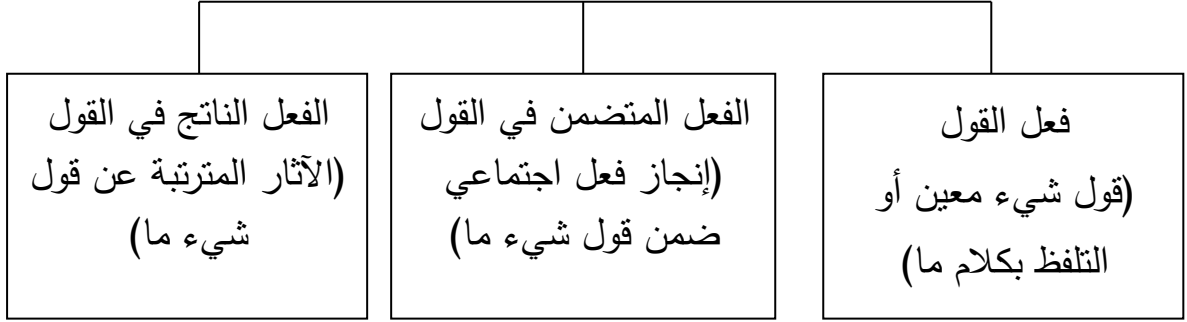 فعل القول
(قول شيء معين أو
التلفظ بكلام ما)
الفعل المتضمن في القول
(إنجاز فعل اجتماعي
ضمن قول شيء ما)
الفعل الناتج في القول
(الآثار المترتبة عن قول
شيء ما)